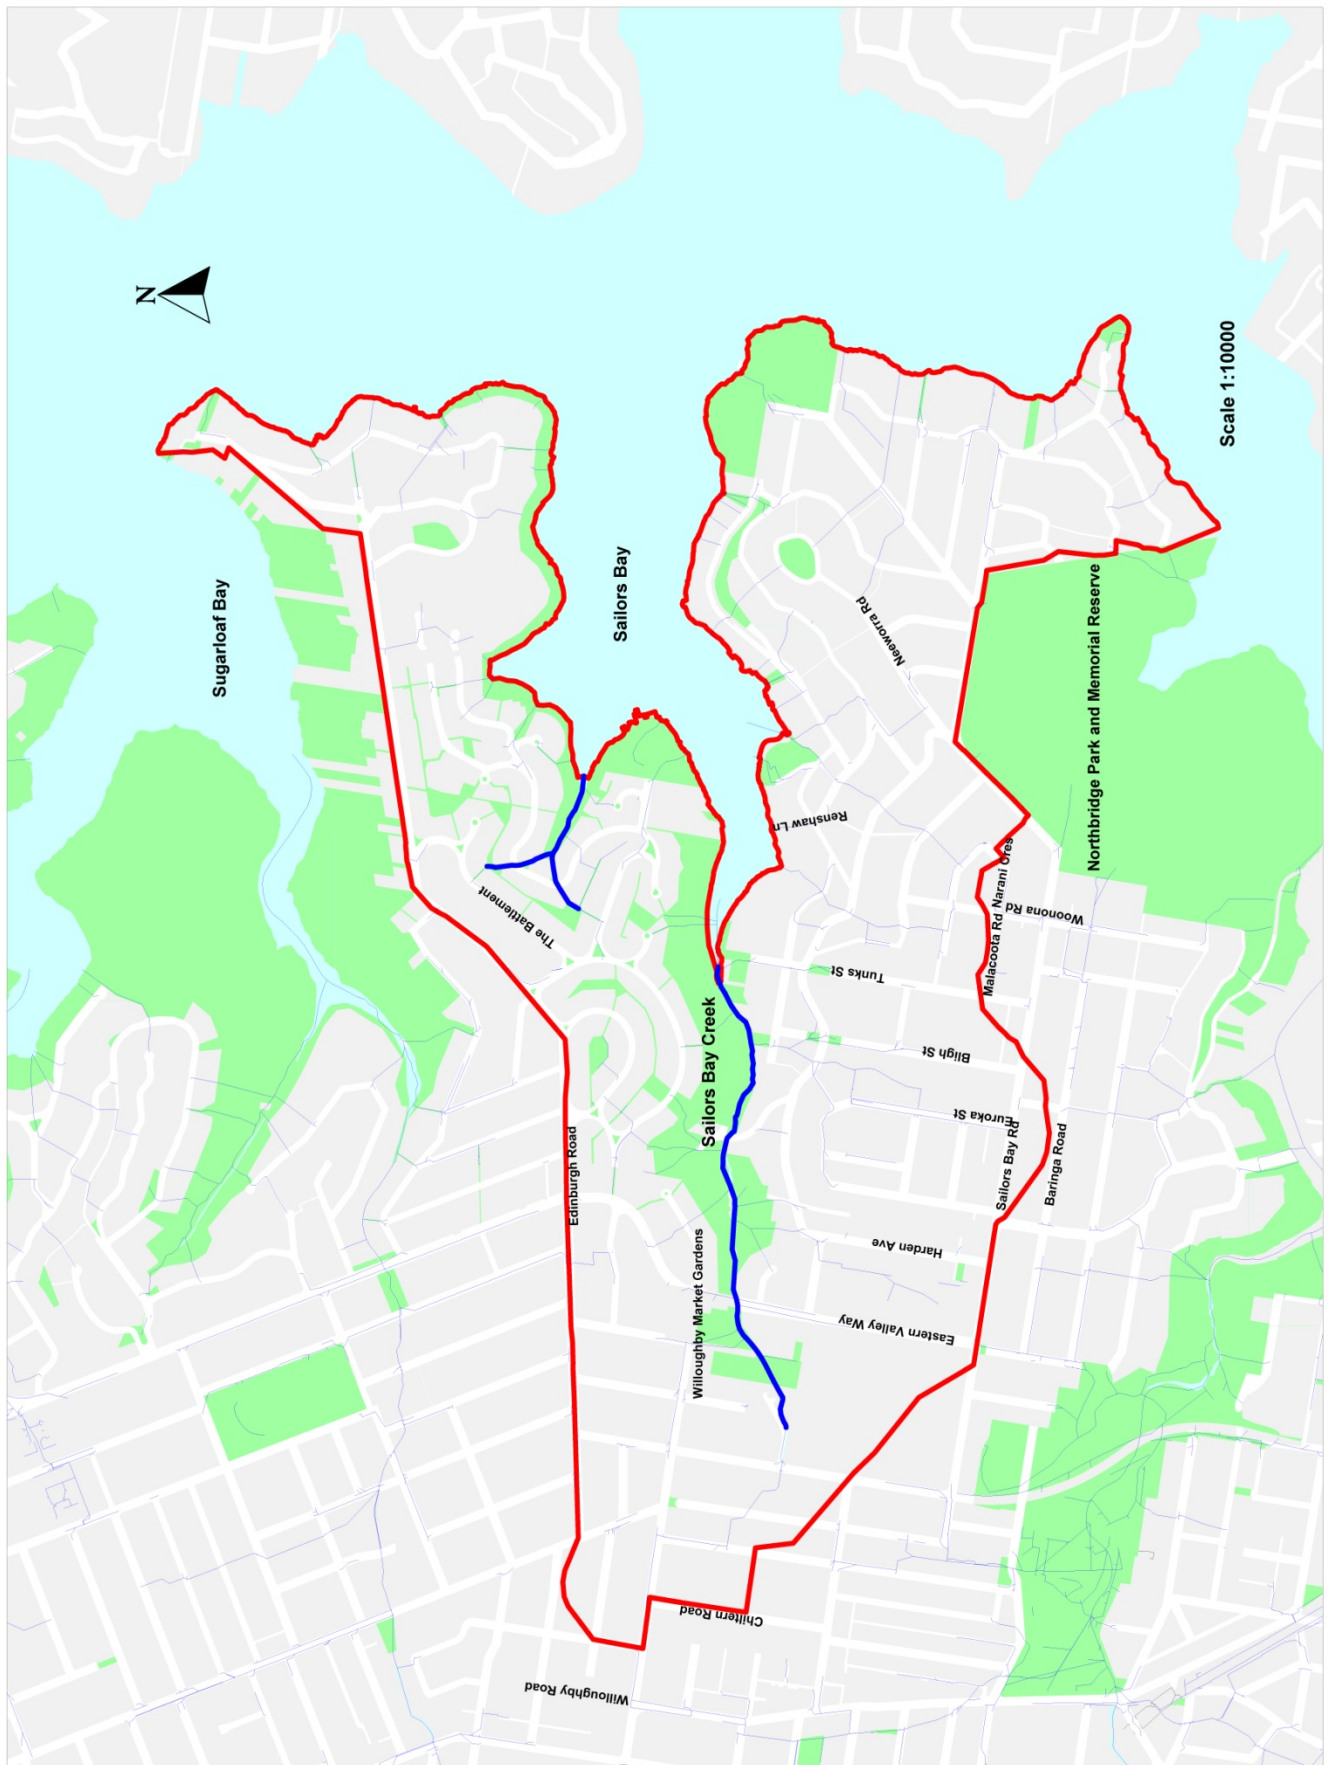 N
Scale 1:10000
Sugarloaf Bay
Sailors Bay
Neeworra Rd
Northbridge Park and Memorial Reserve
Renshaw Ln
The Battlement
Narani Cres
Woonona Rd
Malacoota Rd
Tunks St
Sailors Bay Creek
Bligh St
Euroka St
Sailors Bay Rd
Baringa Road
Edinburgh Road
Harden Ave
Willoughby Market Gardens
Eastern Valley Way
Chiltern Road
Willoughby Road